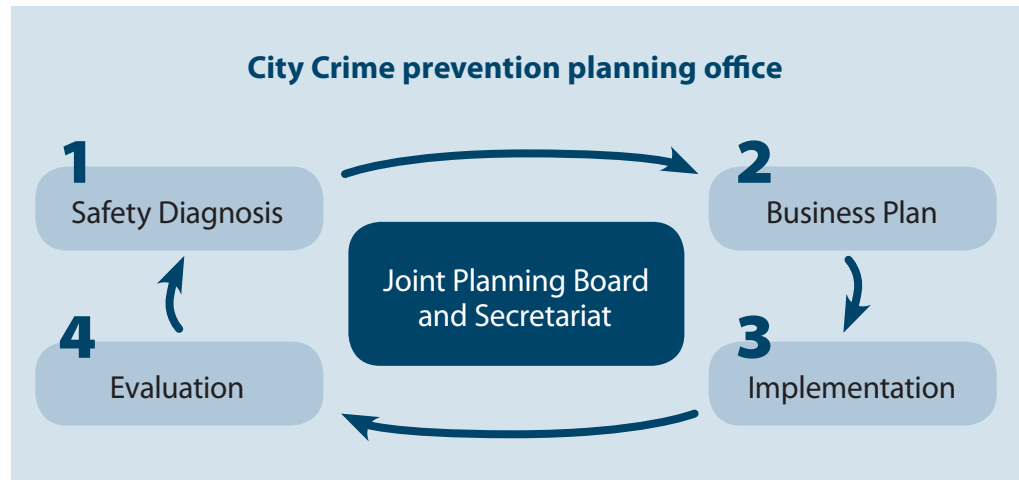 City Crime prevention planning office
1
Safety Diagnosis
2
Business Plan
Joint Planning Board
and Secretariat
4
Evaluation
3
Implementation